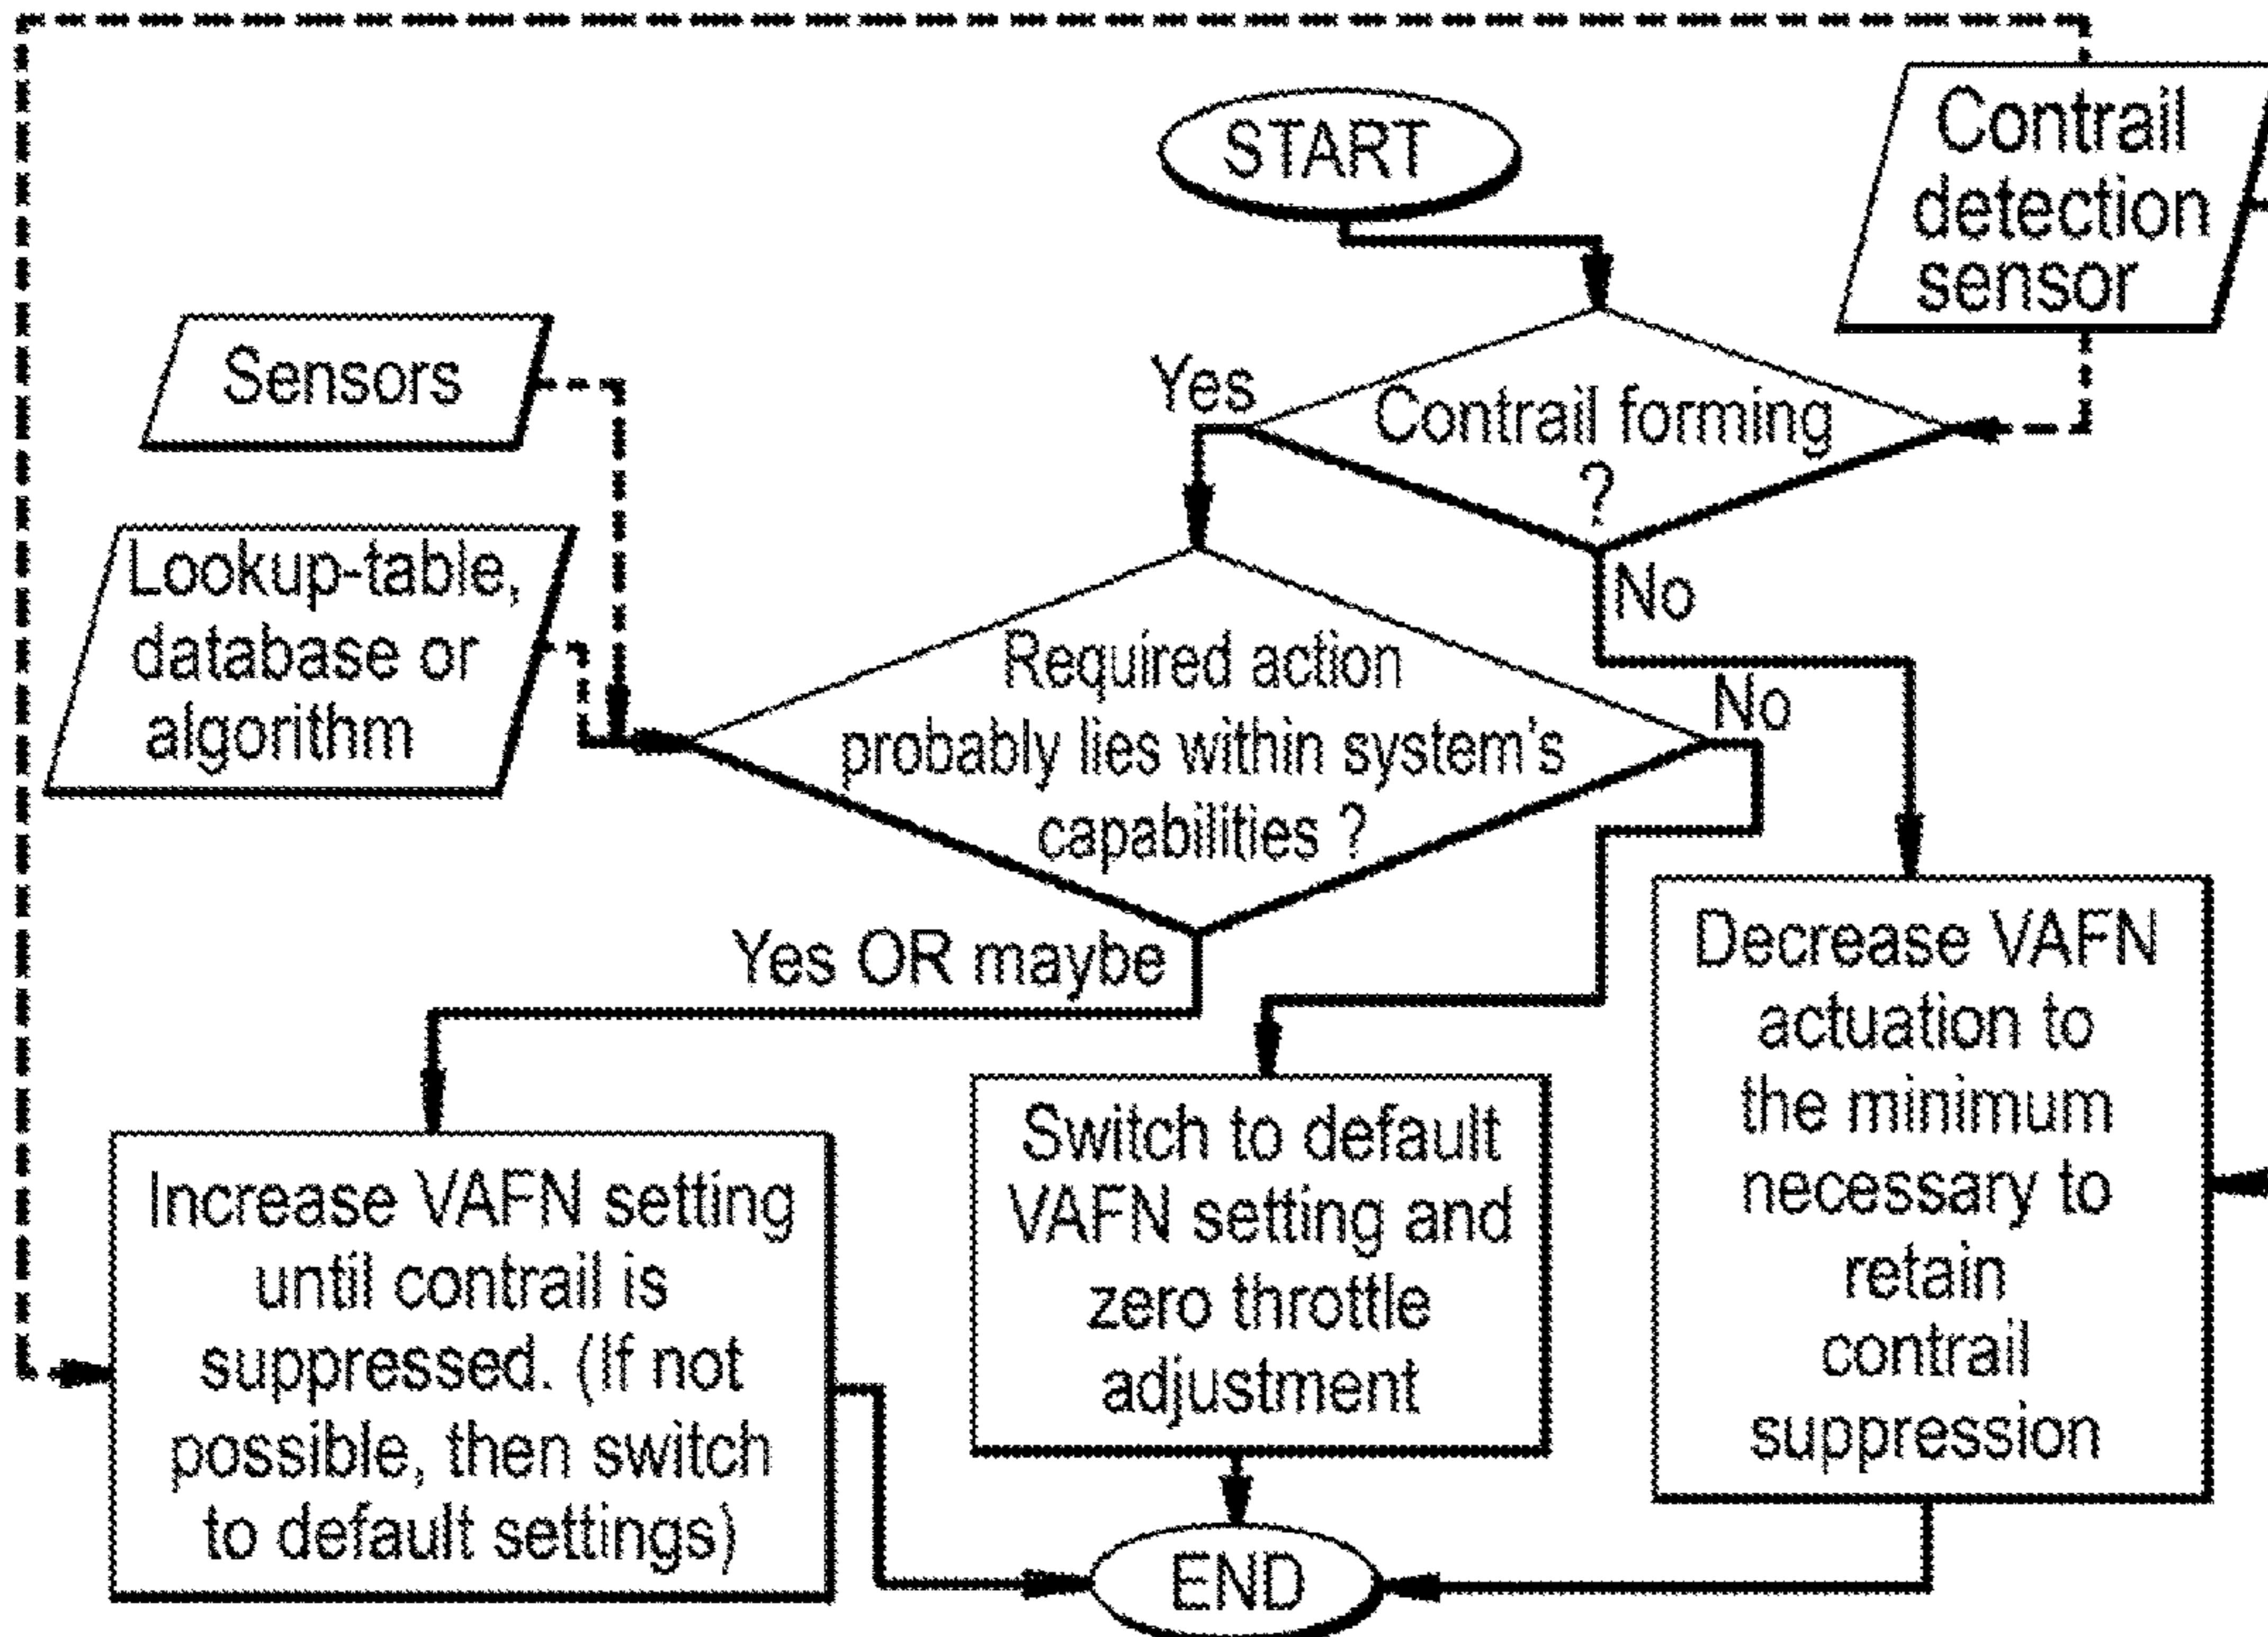 START
Contrail
detection
sensor
Sensors
Yes
Contrail forming
?
Lookup-table,
database or
algorithm
No
Required action
probably lies within system's
capabilities ?
No
Yes OR maybe
Decrease VAFN
actuation to
the minimum
necessary to
retain
contrail
suppression
Switch to default
VAFN setting and
zero throttle
adjustment
Increase VAFN setting
until contrail is
suppressed. (If not
possible, then switch
to default settings)
END